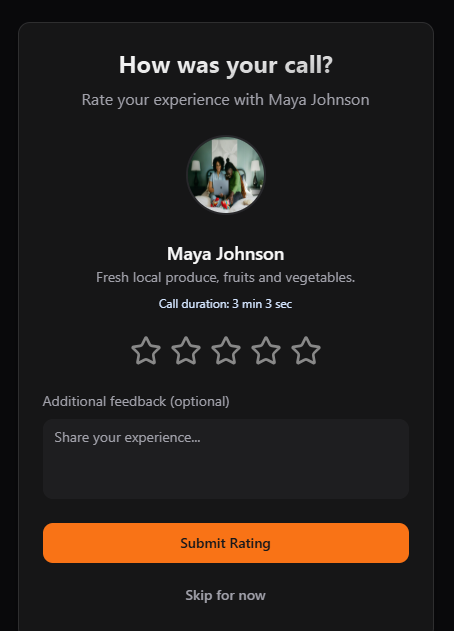 How was your call?
Rate your experience with Maya Johnson
Maya Johnson
Fresh local produce, fruits and vegetables.
Call duration: 3 min 3 sec
Additional feedback (optional)
Share your experience...
Submit Rating
Skip for now